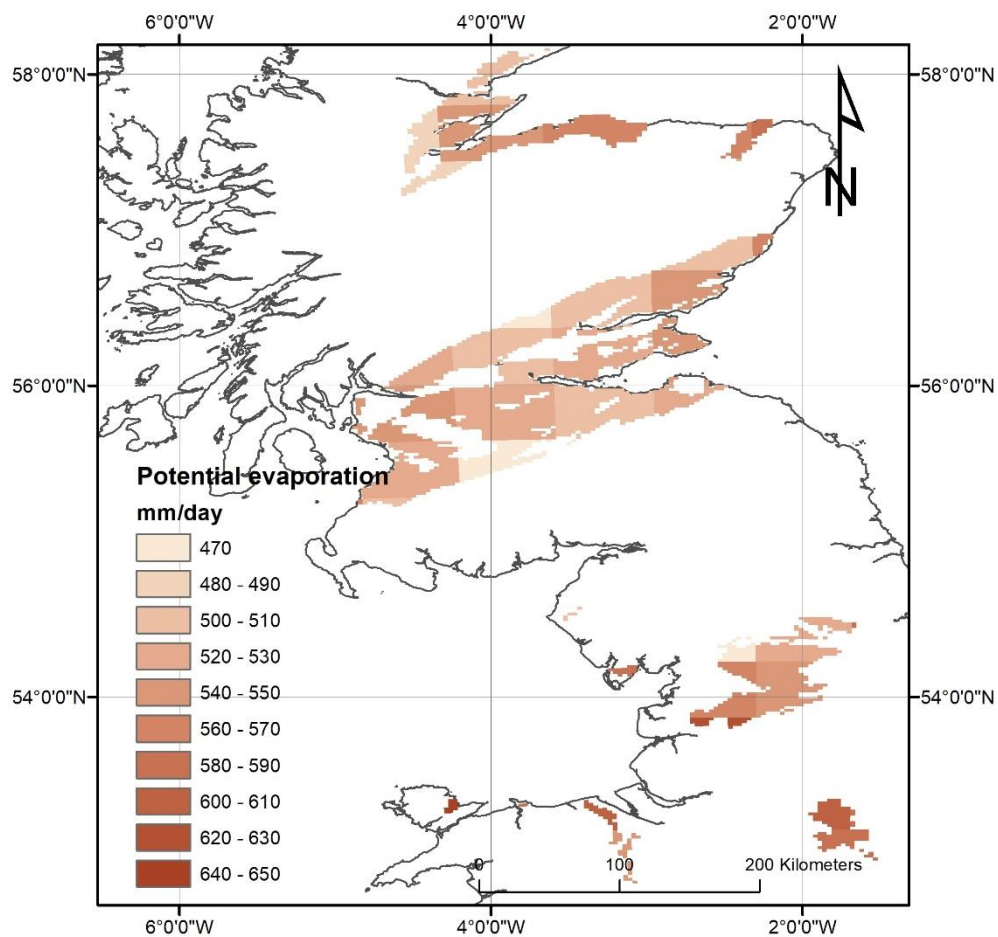 6°0'0"W 4°0'0"W 2°0'0"W
58°0'0"N 58°0'0"N
N
56°0'0"N 56°0'0"N
Potential evaporation
mm/day
470
480 - 490
500 - 510
520 - 530
540 - 550
54°0'0"N 54°0'0"N
560 - 570
580 - 590
600 - 610
620 - 630
640 - 650
0 100 200 Kilometers
6°0'0"W 4°0'0"W 2°0'0"W